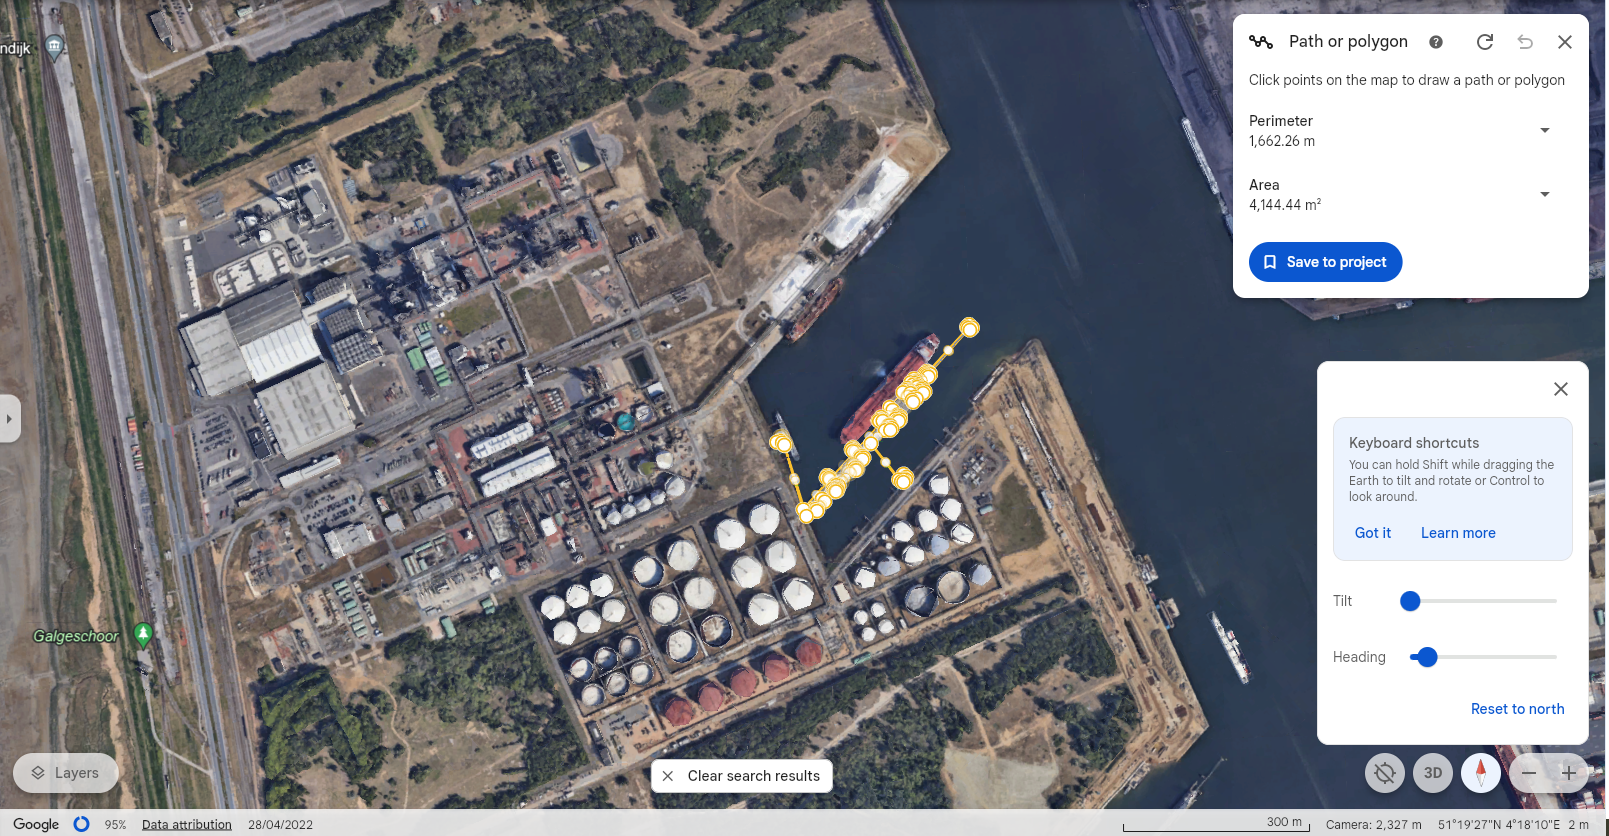 ndijk
Path or polygon
Click points on the map to draw a path or polygon
Perimeter
1,662.26 m
Area
4,144.44 m²
Save to project
Keyboard shortcuts
You can hold Shift while dragging the
Earth to tilt and rotate or Control to
look around.
Got it Learn more
Tilt
Heading
Reset to north
Galgeschoor
Layers
Clear search results
3D
Google 95% Data attribution 28/04/2022 300 m Camera: 2,327 m 51°19'27"N 4°18'10"E 2 m